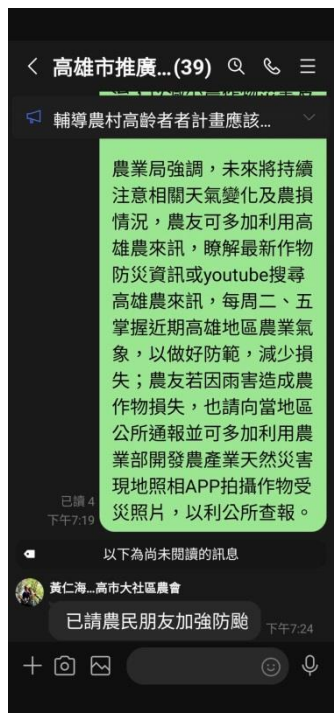 高雄市推廣...(39)
輔導農村高齡者者計畫應該...
農業局強調，未來將持續
注意相關天氣變化及農損
情況，農友可多加利用高
雄農來訊，瞭解最新作物
防災資訊或youtube搜尋
高雄農來訊，每周二、五
掌握近期高雄地區農業氣
象，以做好防範，減少損
失；農友若因雨害造成農
作物損失，也請向當地區
公所通報並可多加利用農
業部開發農產業天然災害
現地照相APP拍攝作物受
災照片，以利公所查報。
已讀 4
下午7:19
以下為尚未閱讀的訊息
黃仁海...高市大社區農會
已請農民朋友加強防颱
下午7:24